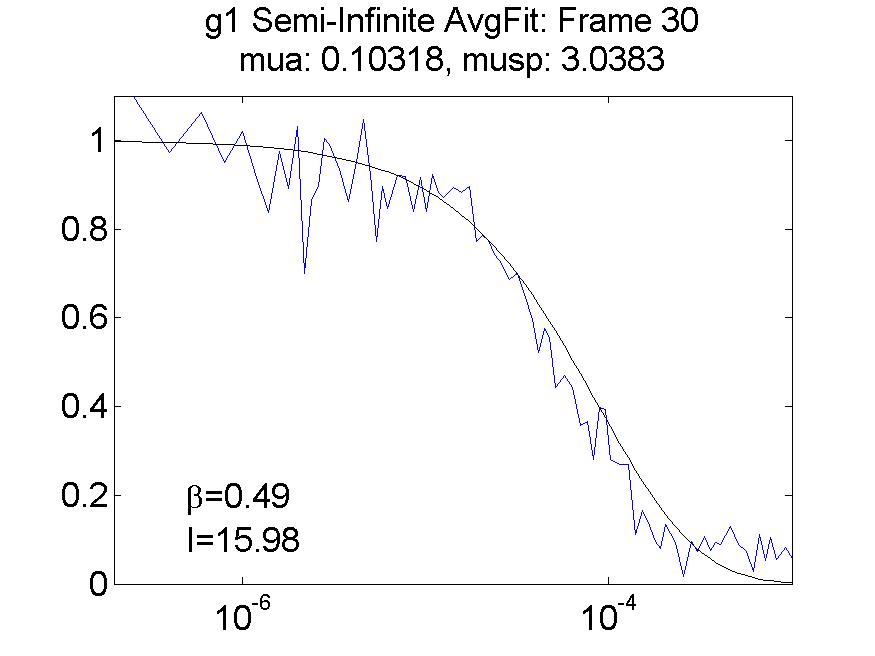 g1 Semi-Infinite AvgFit: Frame 30
mua: 0.10318, musp: 3.0383
1
0.8
0.6
0.4
0.2
0
β=0.49
I=15.98
10^-6
10^-4